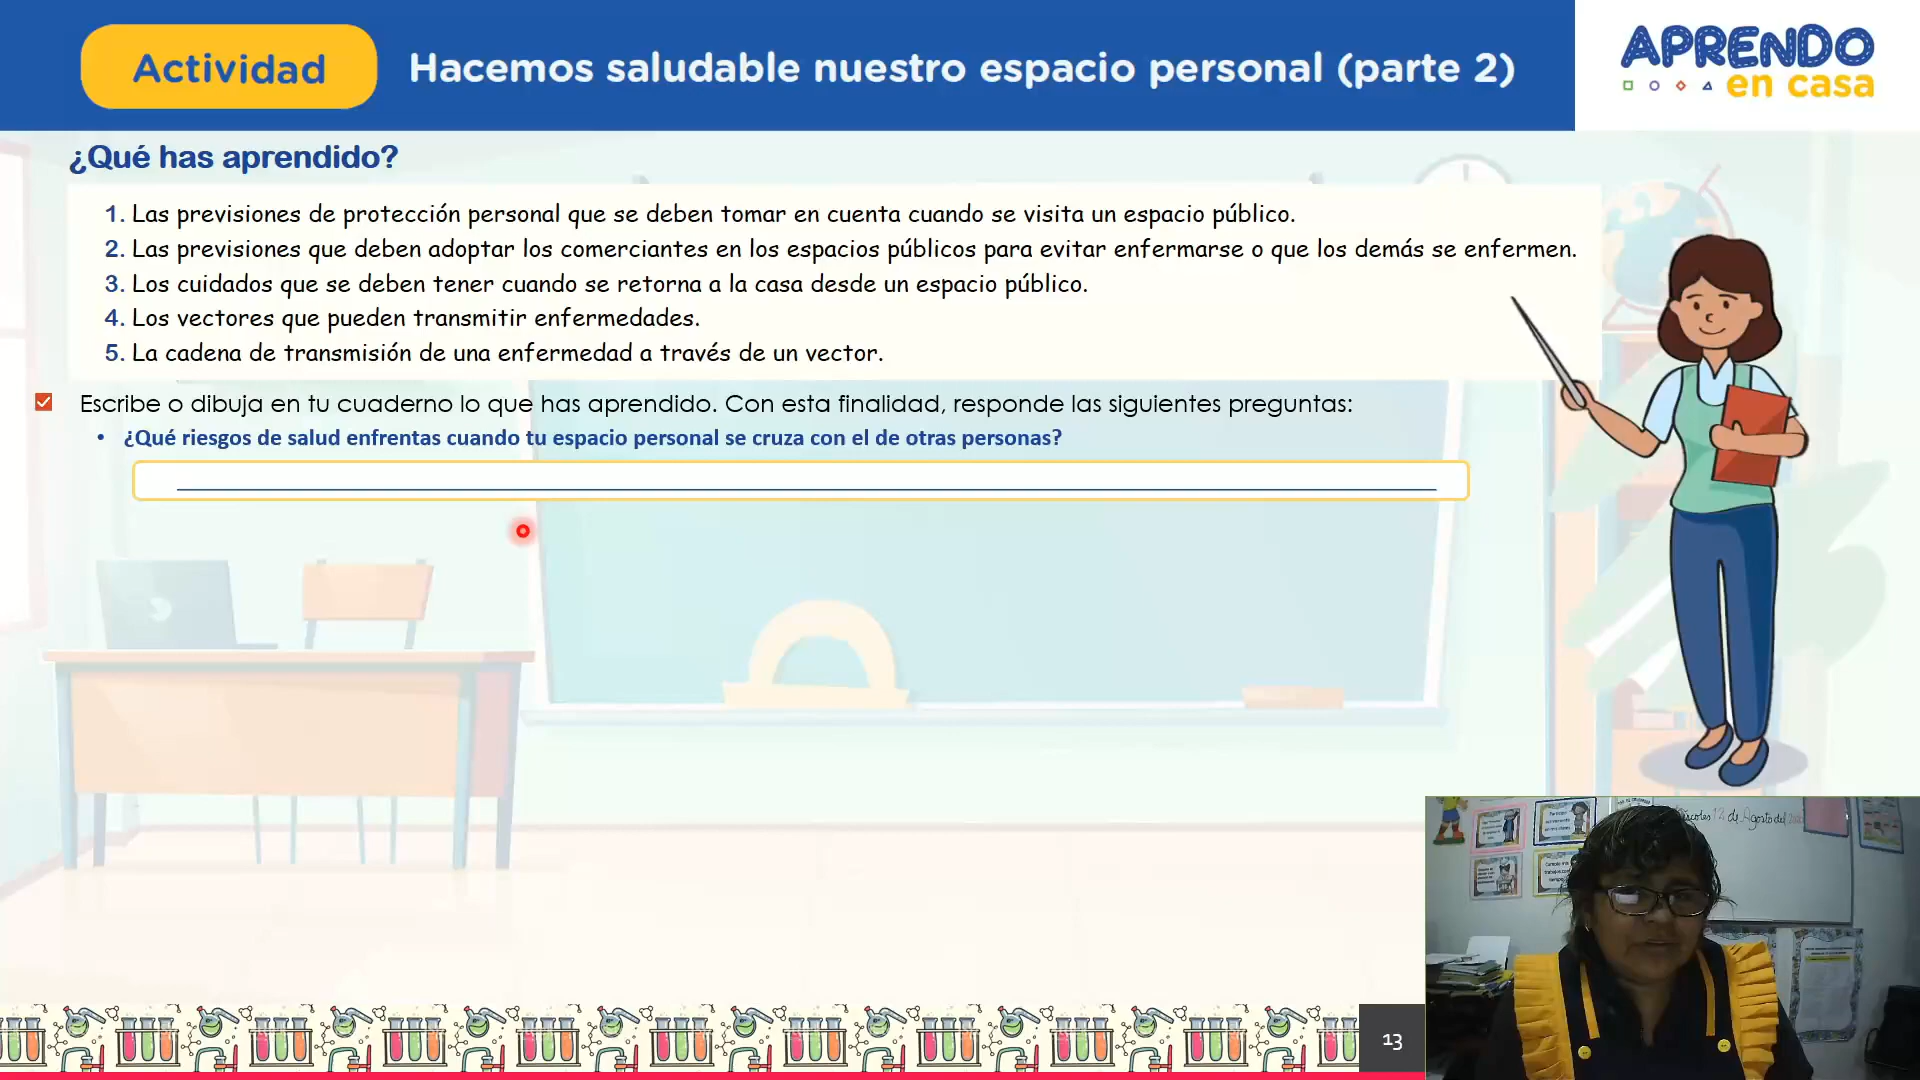 Actividad
Hacemos saludable nuestro espacio personal (parte 2)
APRENDO
en casa
¿Qué has aprendido?
1. Las previsiones de protección personal que se deben tomar en cuenta cuando se visita un espacio público.
2. Las previsiones que deben adoptar los comerciantes en los espacios públicos para evitar enfermarse o que los demás se enfermen.
3. Los cuidados que se deben tener cuando se retorna a la casa desde un espacio público.
4. Los vectores que pueden transmitir enfermedades.
5. La cadena de transmisión de una enfermedad a través de un vector.
Escribe o dibuja en tu cuaderno lo que has aprendido. Con esta finalidad, responde las siguientes preguntas:
• ¿Qué riesgos de salud enfrentas cuando tu espacio personal se cruza con el de otras personas?
12 de Agosto del
13